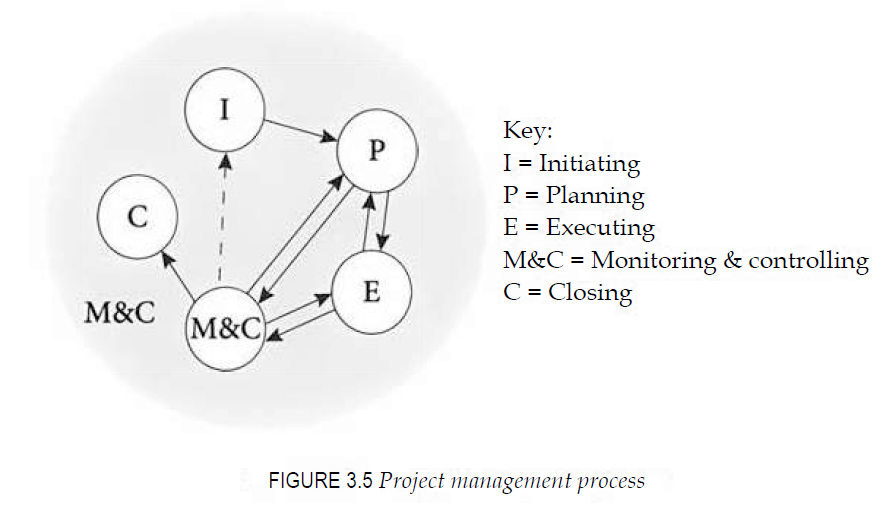 I
P
C
E
M&C
M&C
Key:
I = Initiating
P = Planning
E = Executing
M&C = Monitoring & controlling
C = Closing
FIGURE 3.5 Project management process